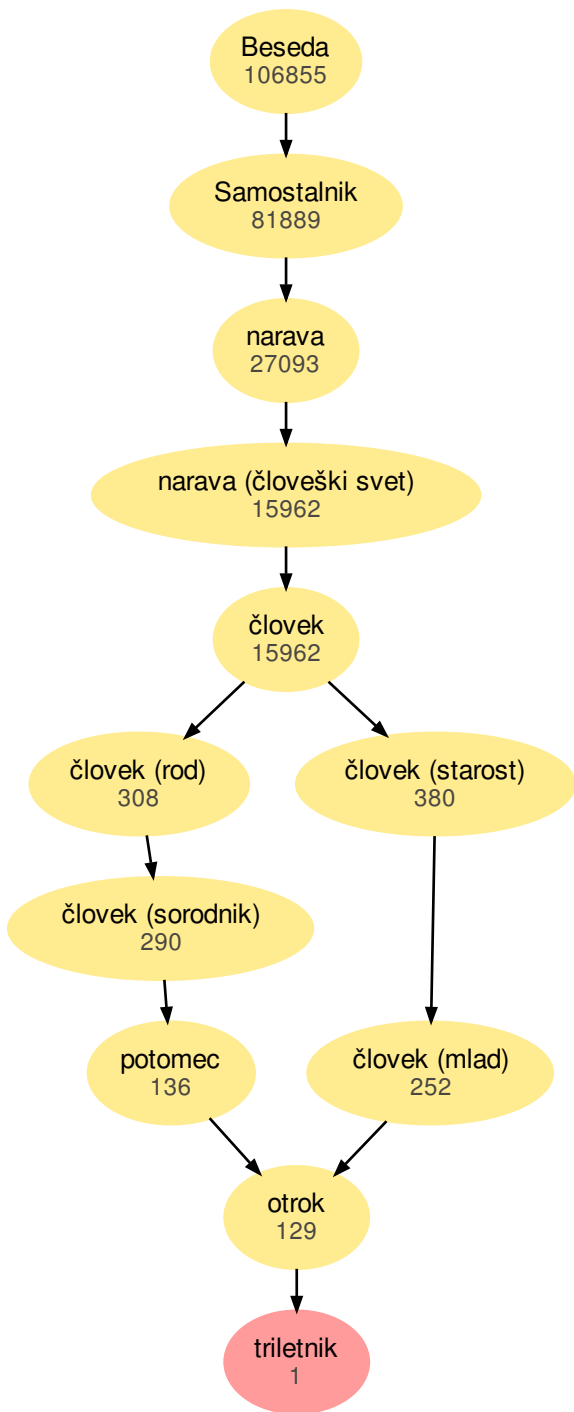 Beseda
106855
Samostalnik
81889
narava
27093
narava (človeški svet)
15962
človek
15962
človek (rod)
308
človek (starost)
380
človek (sorodnik)
290
potomec
136
človek (mlad)
252
otrok
129
triletnik
1